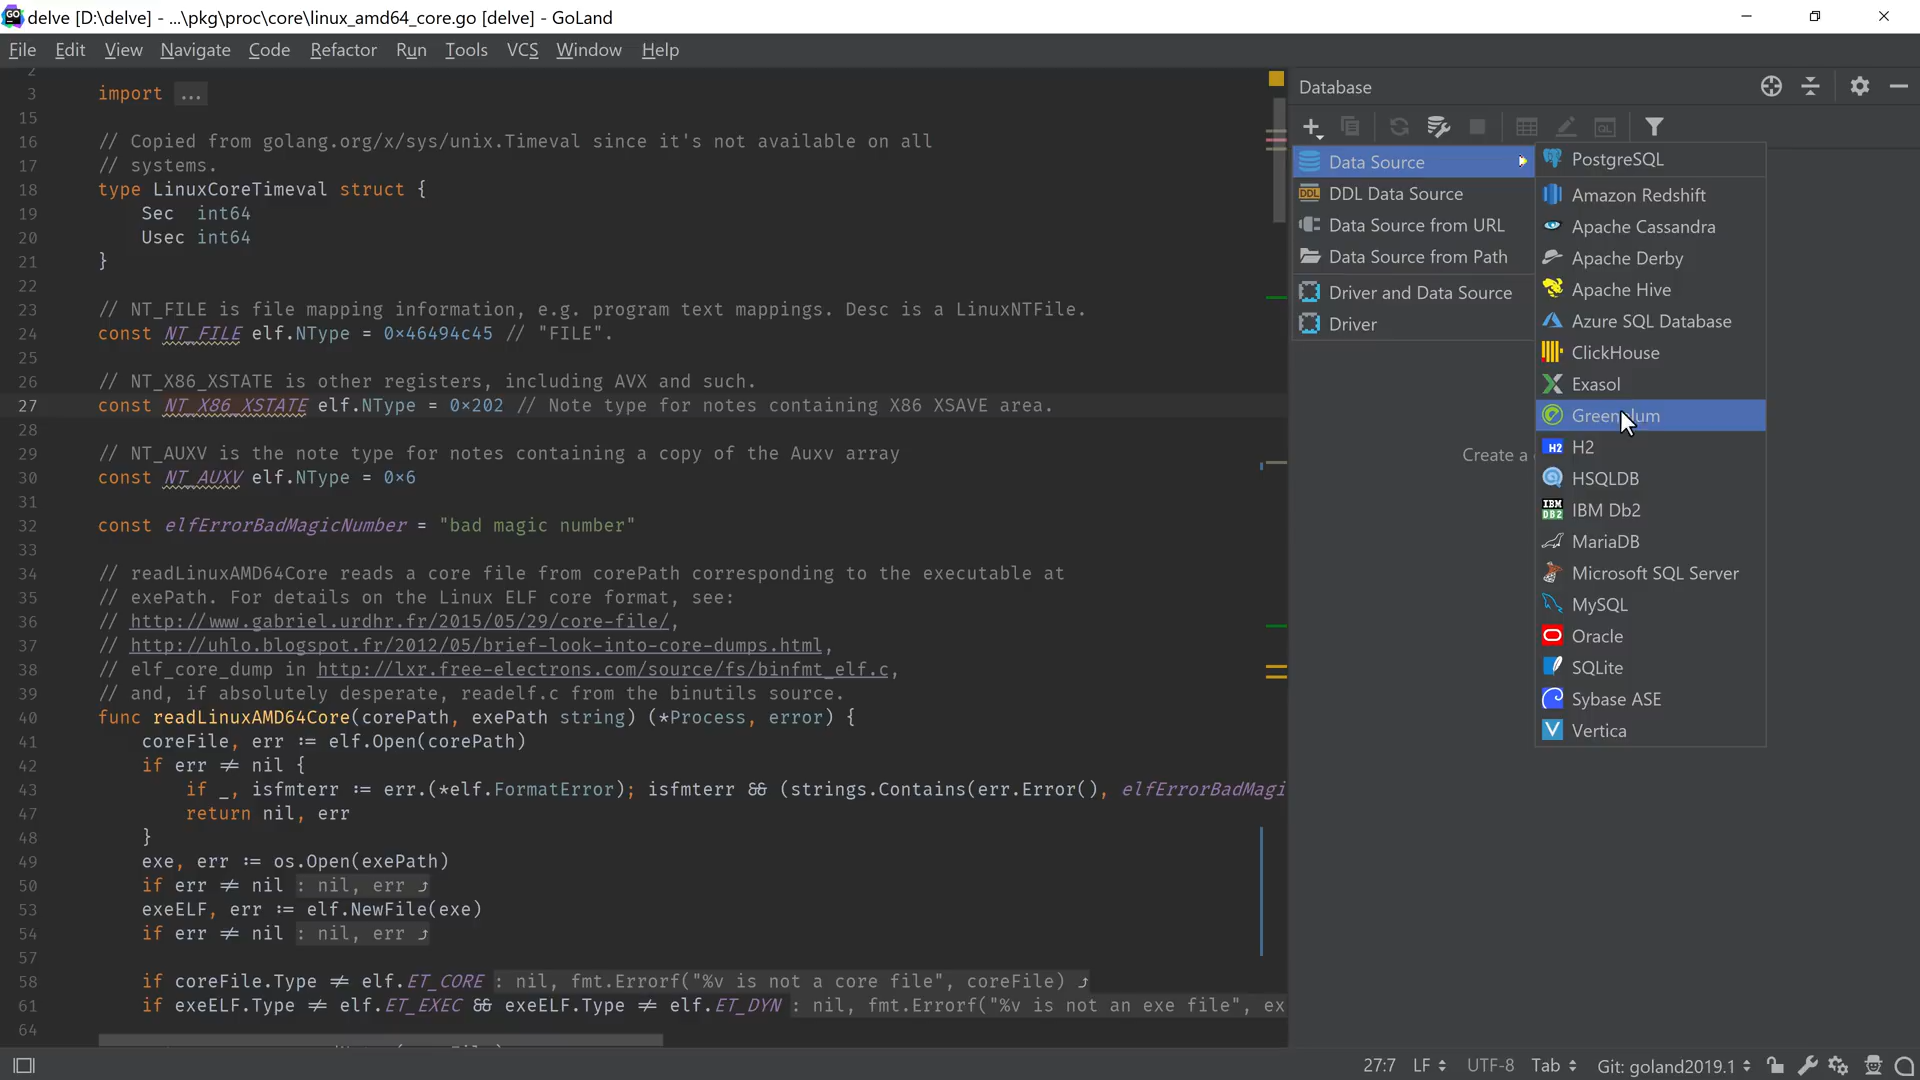 delve [D:\delve] - ...\pkg\proc\core\linux_amd64_core.go [delve] - GoLand
File Edit View Navigate Code Refactor Run Tools VCS Window Help
2
3 import ...
15
16 // Copied from golang.org/x/sys/unix.Timeval since it's not available on all
17 // systems.
18 type LinuxCoreTimeval struct {
19 Sec int64
20 Usec int64
21 }
22
23 // NT_FILE is file mapping information, e.g. program text mappings. Desc is a LinuxNTFile.
24 const NT_FILE elf.NType = 0×46494c45 // "FILE".
25
26 // NT_X86_XSTATE is other registers, including AVX and such.
27 const NT_X86_XSTATE elf.NType = 0×202 // Note type for notes containing X86 XSAVE area.
28
29 // NT_AUXV is the note type for notes containing a copy of the Auxv array
30 const NT_AUXV elf.NType = 0×6
31
32 const elfErrorBadMagicNumber = "bad magic number"
33
34 // readLinuxAMD64Core reads a core file from corePath corresponding to the executable at
35 // exePath. For details on the Linux ELF core format, see:
36 // http://www.gabriel.urdhr.fr/2015/05/29/core-file/,
37 // http://uhlo.blogspot.fr/2012/05/brief-look-into-core-dumps.html,
38 // elf_core_dump in http://lxr.free-electrons.com/source/fs/binfmt_elf.c,
39 // and, if absolutely desperate, readelf.c from the binutils source.
40 func readLinuxAMD64Core(corePath, exePath string) (*Process, error) {
41 coreFile, err := elf.Open(corePath)
42 if err ≠ nil {
43 if _, isfmterr := err.(*elf.FormatError); isfmterr && (strings.Contains(err.Error(), elfErrorBadMagi
47 return nil, err
48 }
49 exe, err := os.Open(exePath)
50 if err ≠ nil : nil, err ⤴
53 exeELF, err := elf.NewFile(exe)
54 if err ≠ nil : nil, err ⤴
57
58 if coreFile.Type ≠ elf.ET_CORE : nil, fmt.Errorf("%v is not a core file", coreFile) ⤴
61 if exeELF.Type ≠ elf.ET_EXEC && exeELF.Type ≠ elf.ET_DYN : nil, fmt.Errorf("%v is not an exe file", ex
64
Database
Data Source
DDL Data Source
Data Source from URL
Data Source from Path
Driver and Data Source
Driver
Create a
PostgreSQL
Amazon Redshift
Apache Cassandra
Apache Derby
Apache Hive
Azure SQL Database
ClickHouse
Exasol
Greenplum
H2
HSQLDB
IBM Db2
MariaDB
Microsoft SQL Server
MySQL
Oracle
SQLite
Sybase ASE
Vertica
27:7 LF UTF-8 Tab Git: goland2019.1